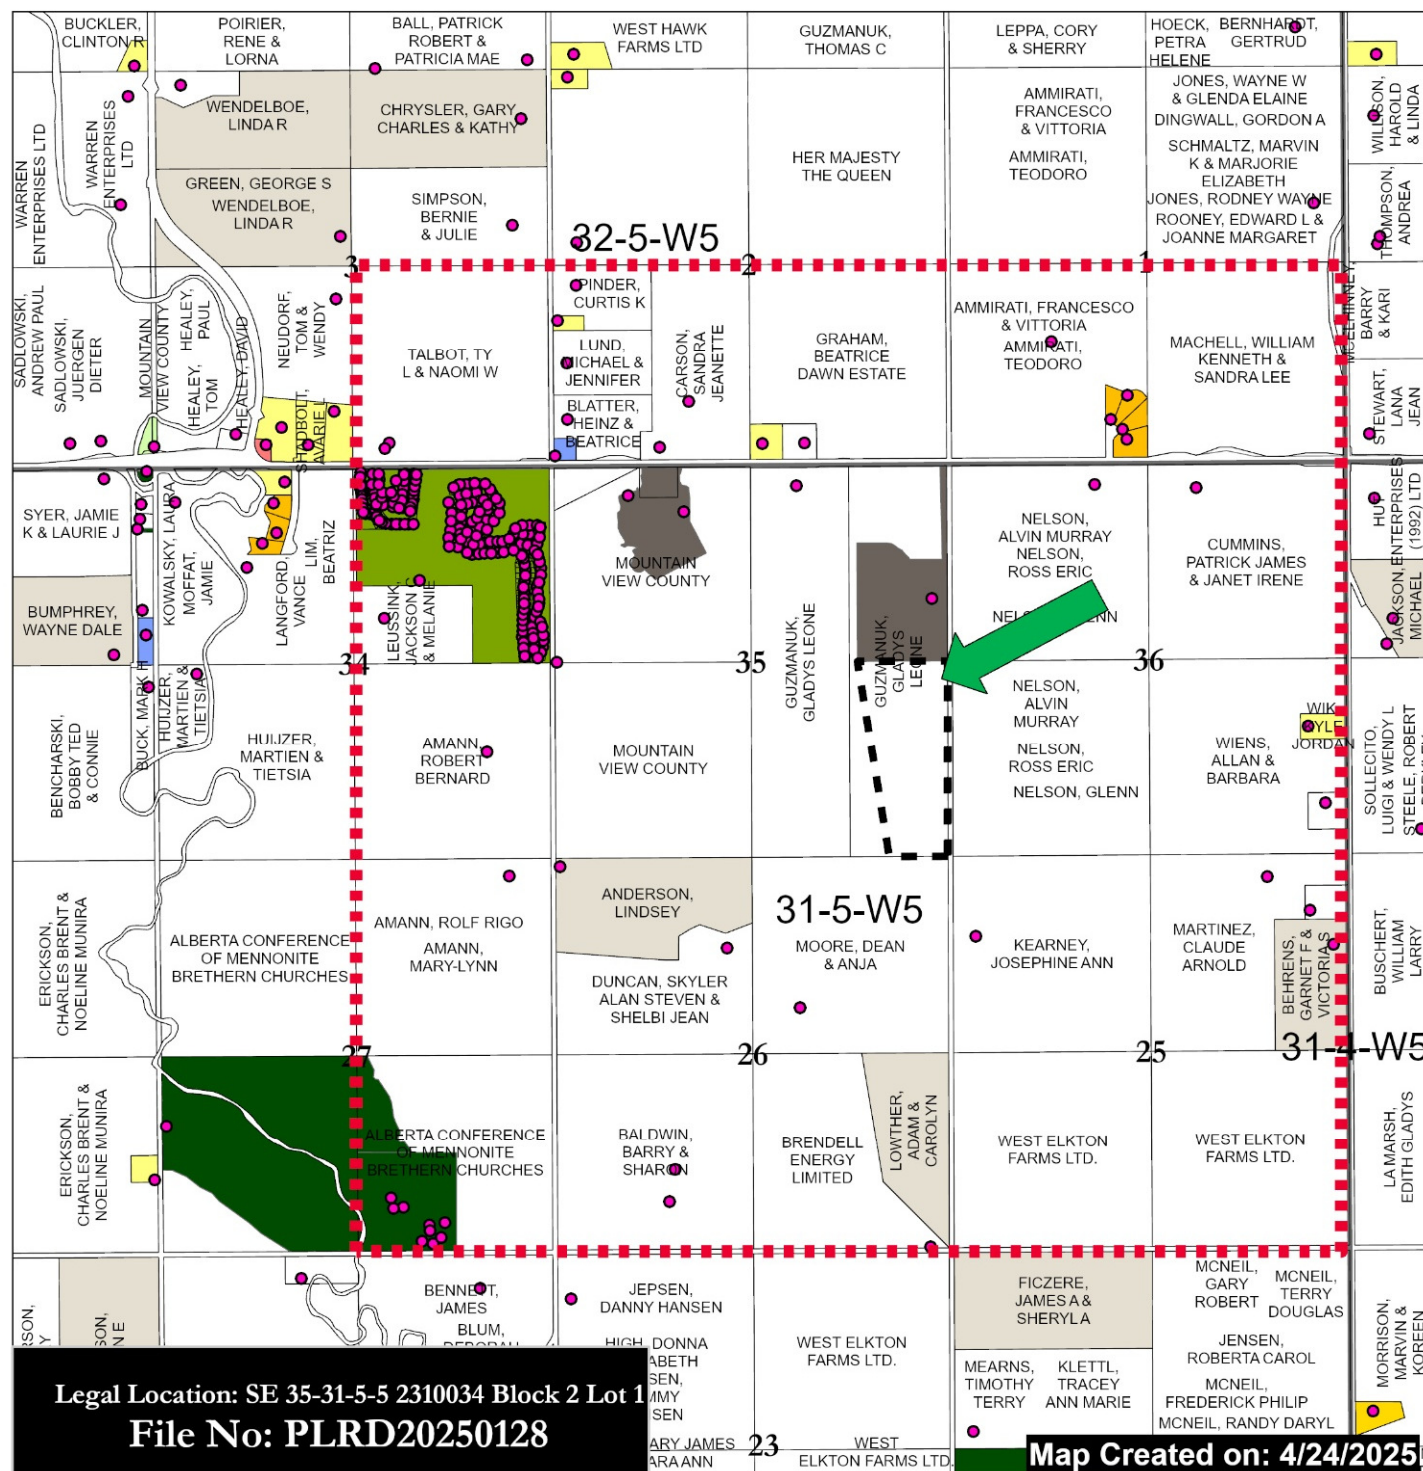 BUCKLER,
CLINTON R
POIRIER,
RENE &
LORNA
BALL, PATRICK
ROBERT &
PATRICIA MAE
WEST HAWK
FARMS LTD
GUZMANUK,
THOMAS C
LEPPA, CORY
& SHERRY
HOECK,
PETRA
HELENE
BERNHARDT,
GERTRUD
WARREN
ENTERPRISES LTD
WARREN
ENTERPRISES
LTD
WENDELBOE,
LINDA R
CHRYSLER, GARY
CHARLES & KATHY
HER MAJESTY
THE QUEEN
AMMIRATI,
FRANCESCO
& VITTORIA
AMMIRATI,
TEODORO
JONES, WAYNE W
& GLENDA ELAINE
DINGWALL, GORDON A
SCHMALTZ, MARVIN
K & MARJORIE
ELIZABETH
JONES, RODNEY WAYNE
ROONEY, EDWARD L &
JOANNE MARGARET
HAROLD
& LINDA
THOMPSON,
ANDREA
GREEN, GEORGE S
WENDELBOE,
LINDA R
SIMPSON,
BERNIE
& JULIE
32-5-W5
3
2
1
SADLOWSKI,
ANDREW PAUL
SADLOWSKI,
JUERGEN
DIETER
MOUNTAIN
VIEW COUNTY
HEALEY,
PAUL
HEALEY,
TOM
HEALEY, DAVID
NEUDORF,
TOM &
WENDY
SHADBOLT,
AVARIE L
TALBOT, TY
L & NAOMI W
PINDER,
CURTIS K
LUND,
MICHAEL &
JENNIFER
BLATTER,
HEINZ &
BEATRICE
CARSON,
SANDRA
JEANETTE
GRAHAM,
BEATRICE
DAWN ESTATE
AMMIRATI, FRANCESCO
& VITTORIA
AMMIRATI,
TEODORO
MACHELL, WILLIAM
KENNETH &
SANDRA LEE
MCELHINNEY,
BARRY
& KARI
STEWART,
LANA
JEAN
SYER, JAMIE
K & LAURIE J
KOWALSKY, LAURA
MOFFAT,
JAMIE
LANGFORD,
VANCE
LIM,
BEATRIZ
LEUSSINK,
JACKSON C
& MELANIE
MOUNTAIN
VIEW COUNTY
GUZMANUK,
GLADYS LEONE
GUZMANUK,
GLADYS
LEONE
NELSON,
ALVIN MURRAY
NELSON,
ROSS ERIC
CUMMINS,
PATRICK JAMES
& JANET IRENE
HUY
ENTERPRISES
(1992) LTD
JACKSON,
MICHAEL
BUMPHREY,
WAYNE DALE
34
35
36
BENCHARSKI,
BOBBY TED
& CONNIE
BUCK, MARK H
HUIJZER,
MARTIEN &
TIETSIA
HUIJZER,
MARTIEN &
TIETSIA
AMANN,
ROBERT
BERNARD
MOUNTAIN
VIEW COUNTY
NELSON,
ALVIN
MURRAY
NELSON,
ROSS ERIC
NELSON, GLENN
WIENS,
ALLAN &
BARBARA
JORDAN
SOLLECITO,
LUIGI & WENDY L
STEELE, ROBERT
ERICKSON,
CHARLES BRENT &
NOELINE MUNIRA
ALBERTA CONFERENCE
OF MENNONITE
BRETHERN CHURCHES
AMANN, ROLF RIGO
AMANN,
MARY-LYNN
ANDERSON,
LINDSEY
DUNCAN, SKYLER
ALAN STEVEN &
SHELBI JEAN
31-5-W5
MOORE, DEAN
& ANJA
KEARNEY,
JOSEPHINE ANN
MARTINEZ,
CLAUDE
ARNOLD
BEHRENS,
GARNET F &
VICTORIA S
BUSCHERT,
WILLIAM
LARRY
27
26
25
31-4-W5
ERICKSON,
CHARLES BRENT &
NOELINE MUNIRA
ALBERTA CONFERENCE
OF MENNONITE
BRETHERN CHURCHES
BALDWIN,
BARRY &
SHARON
BRENDELL
ENERGY
LIMITED
LOWTHER,
ADAM &
CAROLYN
WEST ELKTON
FARMS LTD.
WEST ELKTON
FARMS LTD.
LA MARSH,
EDITH GLADYS
BENNETT,
JAMES
BLUM,
JEPSEN,
DANNY HANSEN
HIGH, DONNA
WEST ELKTON
FARMS LTD.
FICZERE,
JAMES A &
SHERYL A
MCNEIL,
GARY
ROBERT
MCNEIL,
TERRY
DOUGLAS
JENSEN,
ROBERTA CAROL
MCNEIL,
FREDERICK PHILIP
MCNEIL, RANDY DARYL
MORRISON,
MARVIN &
KOREEN
MEARNS,
TIMOTHY
TERRY
KLETTL,
TRACEY
ANN MARIE
23
WEST
ELKTON FARMS LTD.
Legal Location: SE 35-31-5-5 2310034 Block 2 Lot 1
File No: PLRD20250128
Map Created on: 4/24/2025